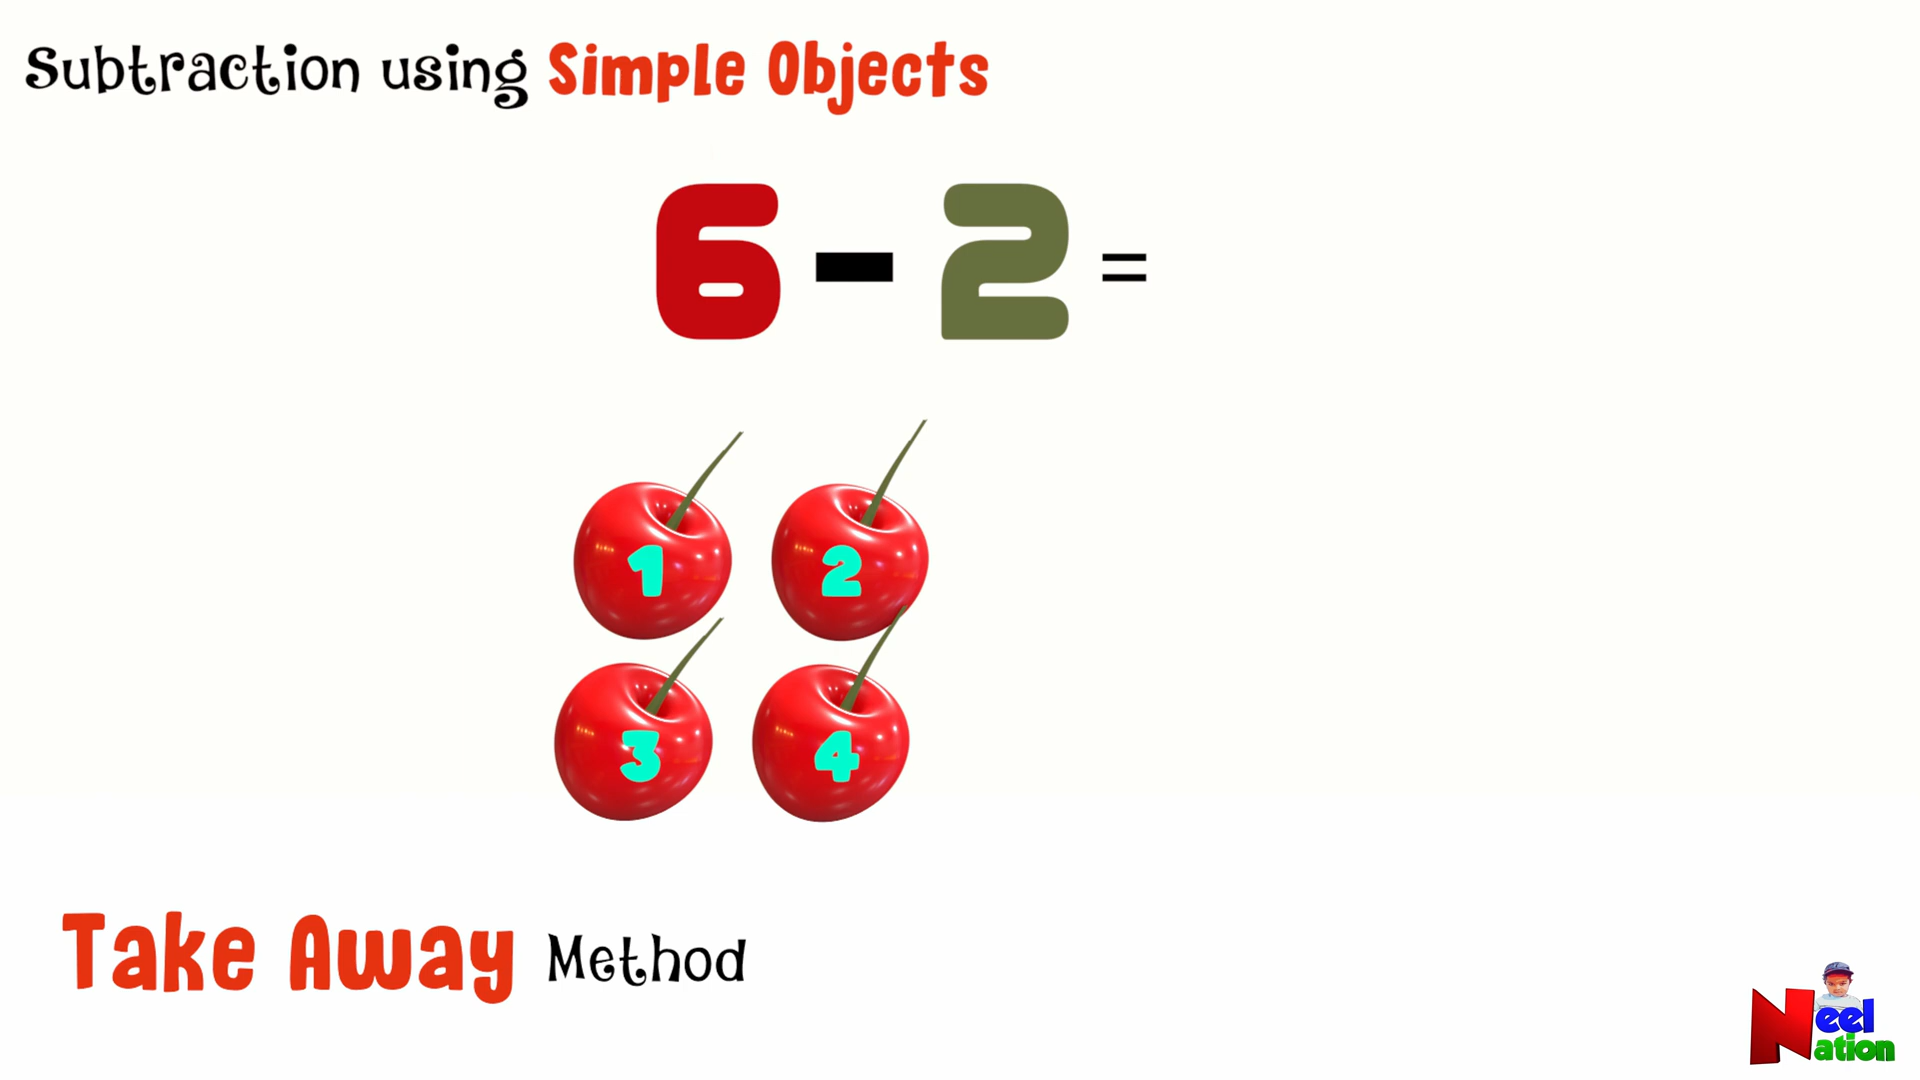 Subtraction using Simple Objects
6 - 2 =
1 2
3 4
Take Away Method
Neel
Nation